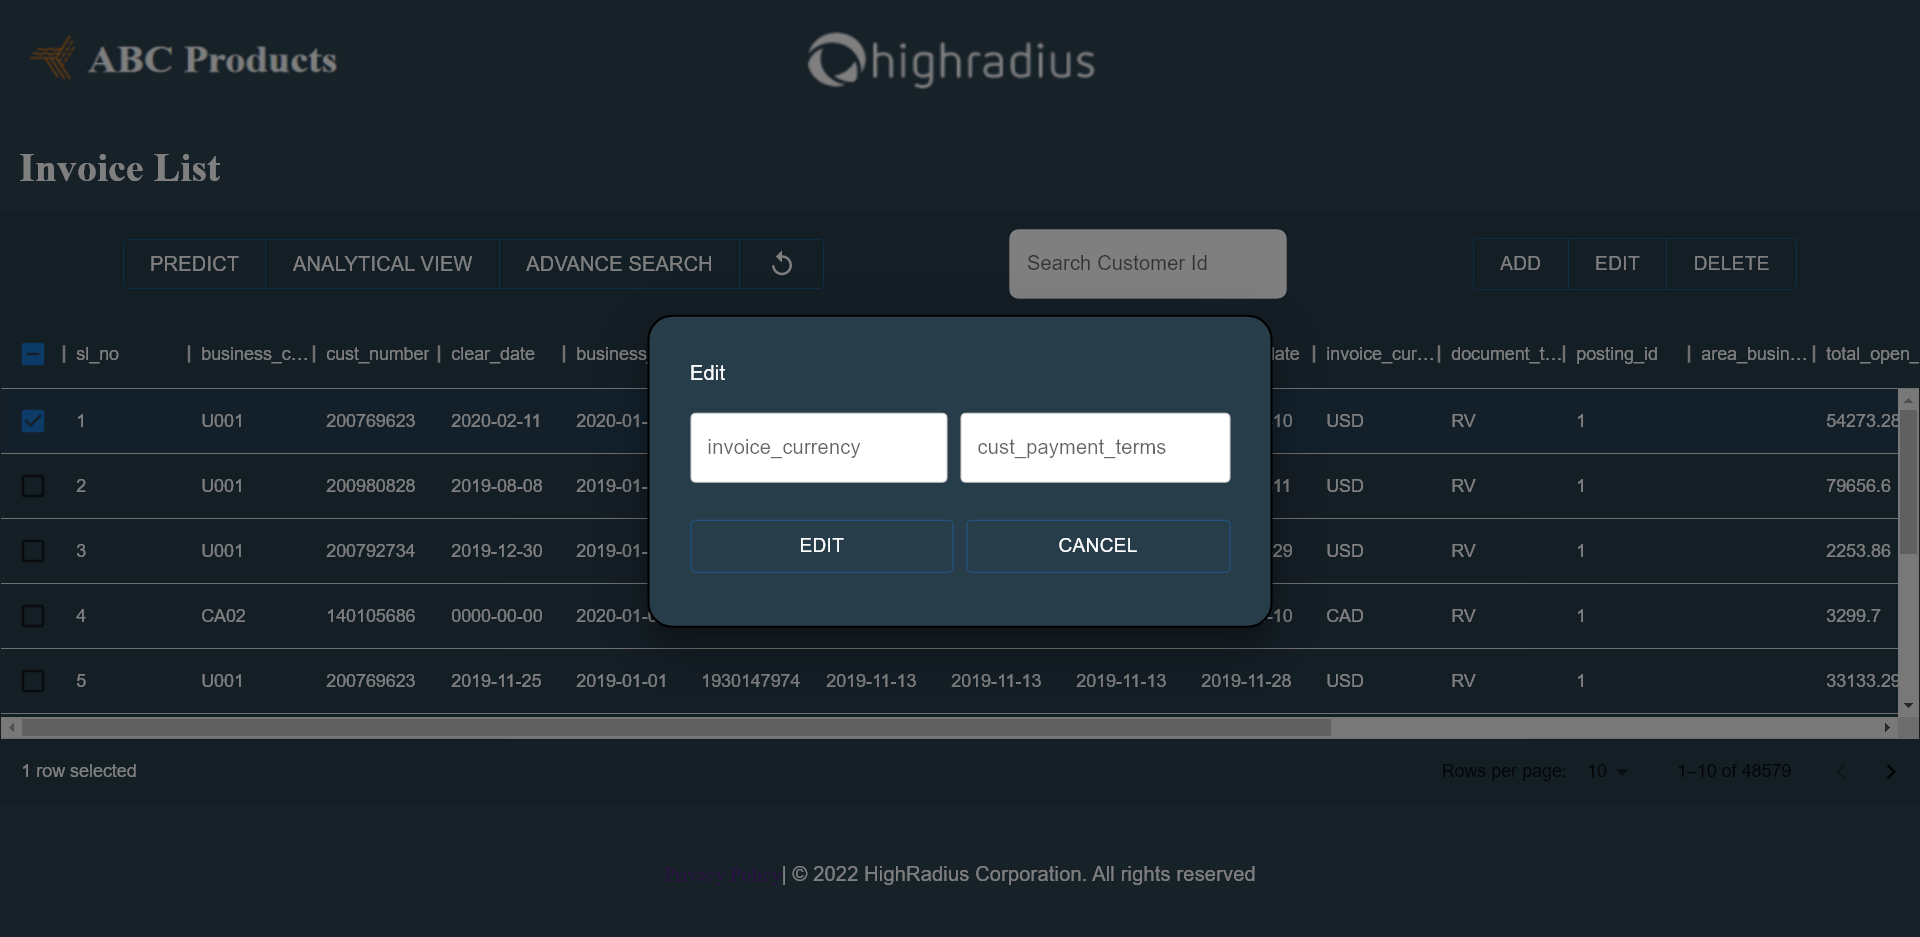 ABC Products
highradius
Invoice List
PREDICT ANALYTICAL VIEW ADVANCE SEARCH
Search Customer Id
ADD EDIT DELETE
sl_no business_c... cust_number clear_date business_ late invoice_cur... document_t... posting_id area_busin... total_open_
1 U001 200769623 2020-02-11 2020-01- 10 USD RV 1 54273.28
2 U001 200980828 2019-08-08 2019-01- 11 USD RV 1 79656.6
3 U001 200792734 2019-12-30 2019-01- 29 USD RV 1 2253.86
4 CA02 140105686 0000-00-00 2020-01- -10 CAD RV 1 3299.7
5 U001 200769623 2019-11-25 2019-01-01 1930147974 2019-11-13 2019-11-13 2019-11-13 2019-11-28 USD RV 1 33133.29
Edit
invoice_currency cust_payment_terms
EDIT CANCEL
1 row selected
Rows per page: 10 1–10 of 48579
Privacy Policy| © 2022 HighRadius Corporation. All rights reserved